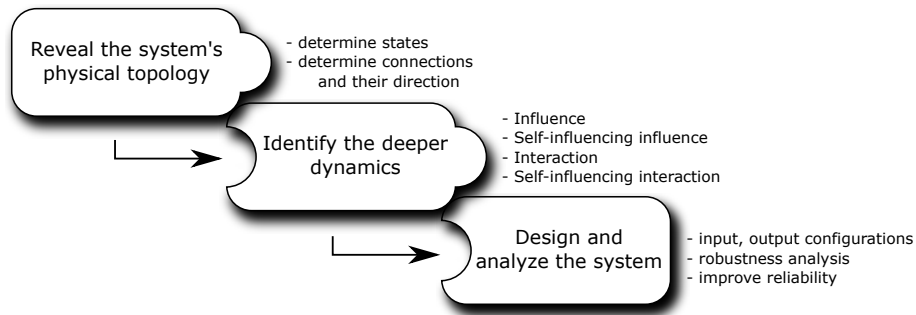 Reveal the system's
physical topology
- determine states
- determine connections
and their direction
Identify the deeper
dynamics
- Influence
- Self-influencing influence
- Interaction
- Self-influencing interaction
Design and
analyze the system
- input, output configurations
- robustness analysis
- improve reliability